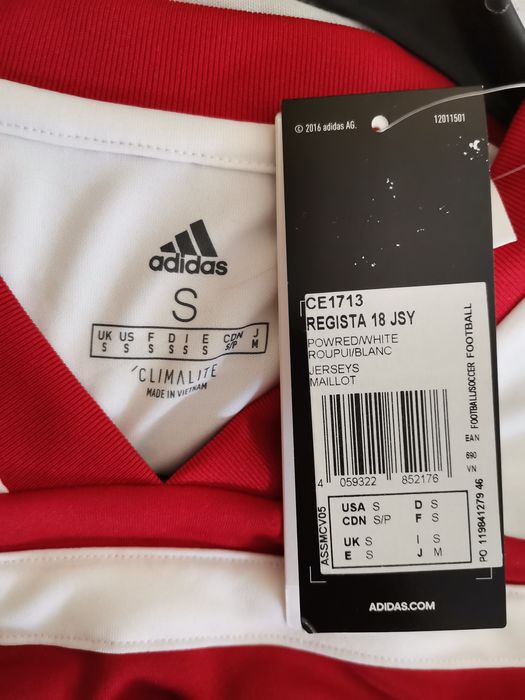 adidas
S
UK US F D I E CDN J
S S S S S S S/P M
CLIMALITE
MADE IN VIETNAM
© 2016 adidas AG.
12011501
CE1713
REGISTA 18 JSY
POWRED/WHITE
ROUPUI/BLANC
JERSEYS
MAILLOT
4 059322 852176
USA S D S
CDN S/P F S
UK S I S
E S J M
ASSMCV05
FOOTBALL/SOCCER FOOTBALL
EAN
690
VN
PO 119841279 46
ADIDAS.COM